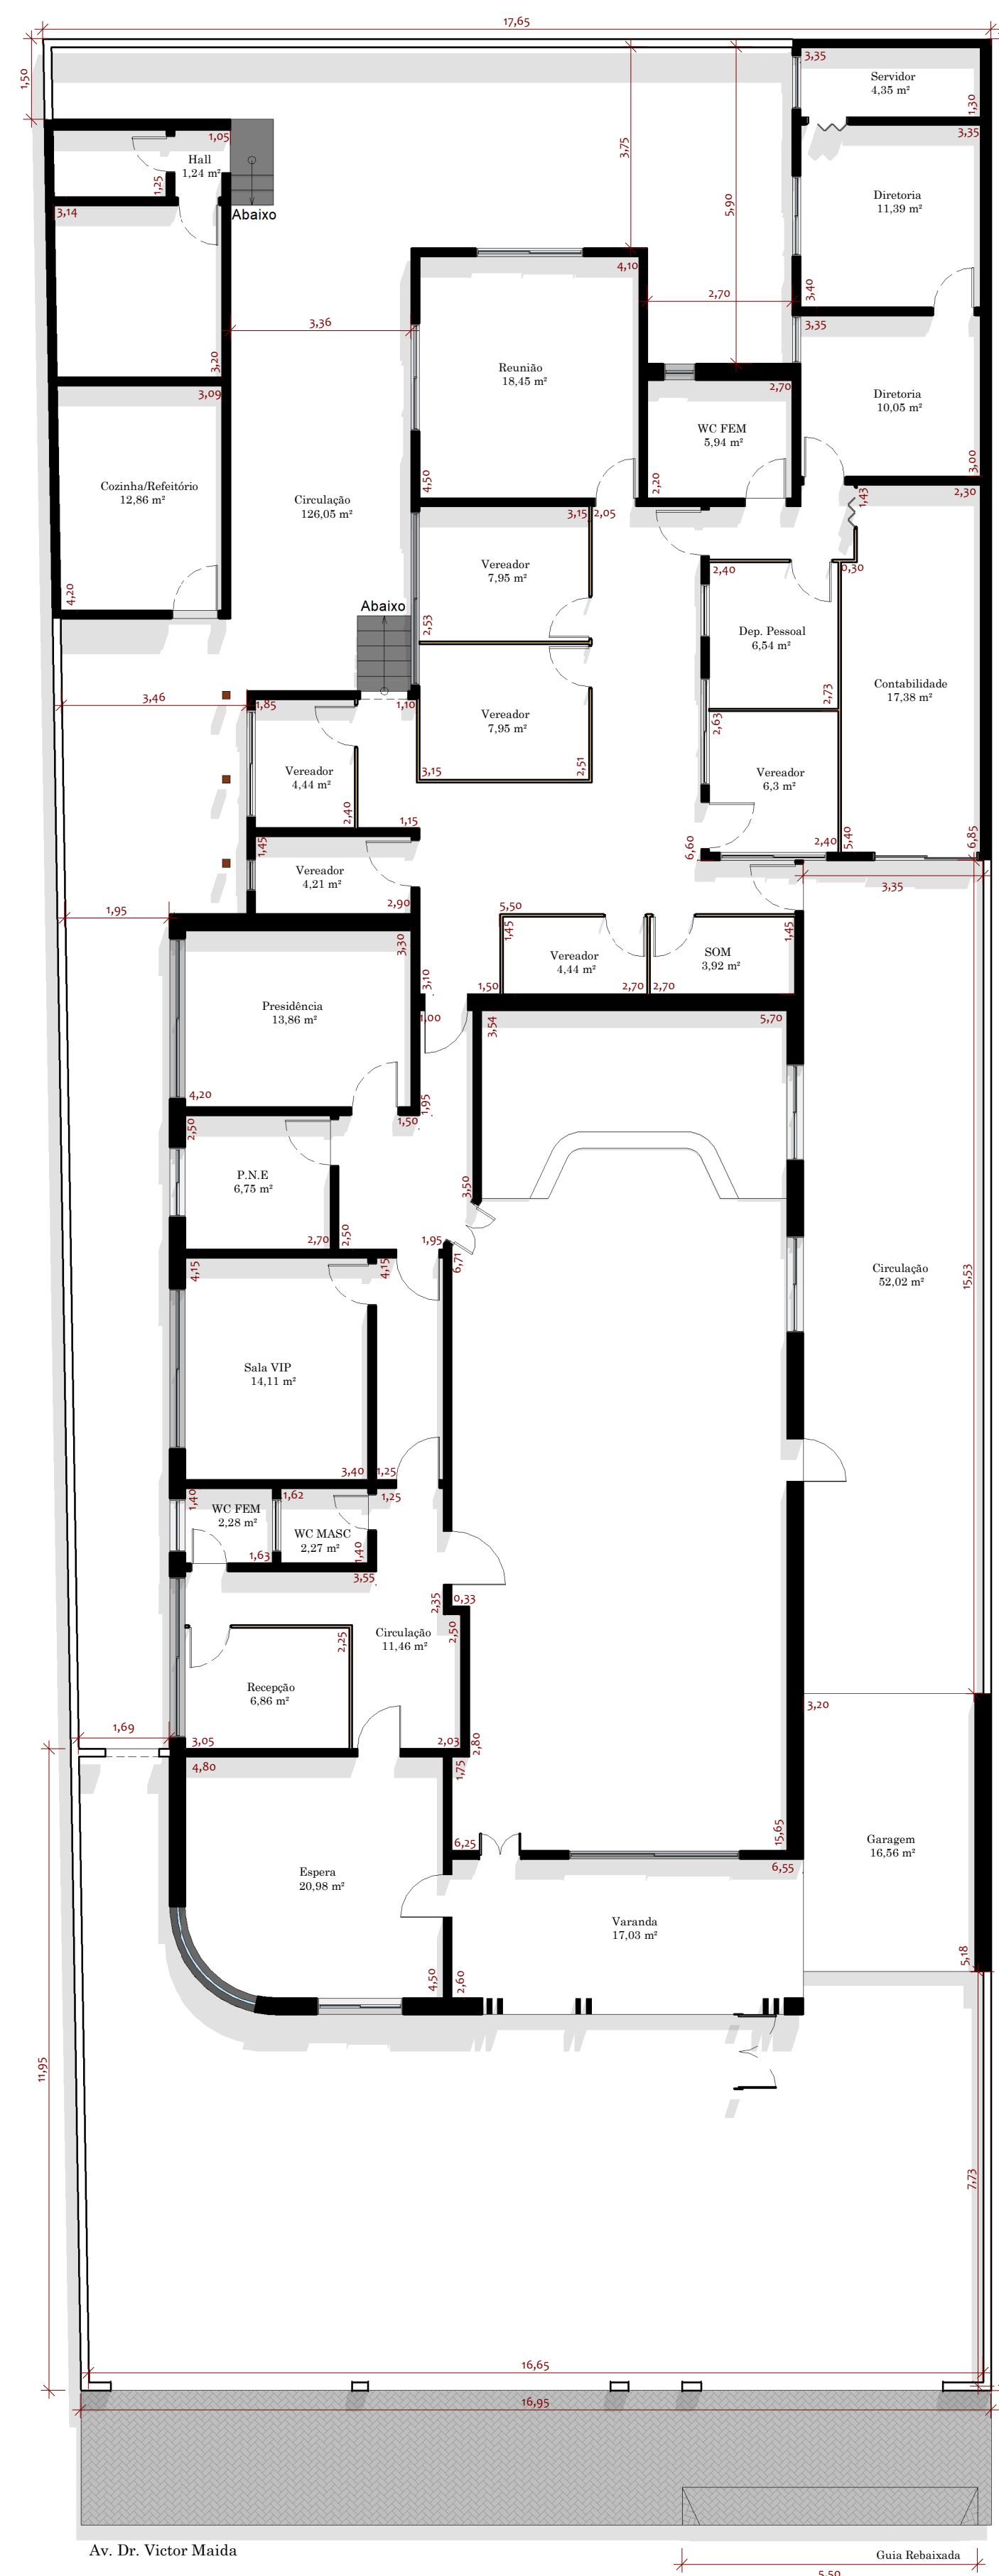 17,65
3,35
Servidor
4,35 m²
1,50
1,30
3,35
1,05
Hall
1,24 m²
3,75
1,25
Diretoria
11,39 m²
5,90
3,14
Abaixo
4,10
3,40
2,70
3,36
3,35
3,20
Reunião
18,45 m²
3,09
2,70
Diretoria
10,05 m²
WC FEM
5,94 m²
3,00
Cozinha/Refeitório
12,86 m²
4,50
2,20
Circulação
126,05 m²
1,43
2,30
3,15
2,05
Vereador
7,95 m²
2,40
0,30
4,20
Abaixo
2,53
Dep. Pessoal
6,54 m²
Contabilidade
17,38 m²
2,73
3,46
1,85
1,10
Vereador
7,95 m²
2,63
Vereador
4,44 m²
3,15
2,51
Vereador
6,3 m²
2,40
1,15
1,45
6,60
2,40
5,40
6,85
Vereador
4,21 m²
3,35
2,90
1,95
5,50
3,30
1,45
1,45
Vereador
4,44 m²
SOM
3,92 m²
3,10
1,50
2,70
2,70
Presidência
13,86 m²
1,00
3,54
5,70
4,20
1,95
1,50
2,50
P.N.E
6,75 m²
3,50
2,70
2,50
1,95
6,71
4,15
4,15
Circulação
52,02 m²
15,53
Sala VIP
14,11 m²
3,40
1,25
1,40
1,62
1,25
WC FEM
2,28 m²
WC MASC
2,27 m²
1,63
1,40
3,55
2,35
0,33
Circulação
11,46 m²
2,25
2,50
Recepção
6,86 m²
3,20
1,69
3,05
2,03
2,80
4,80
1,75
6,25
15,65
Garagem
16,56 m²
6,55
Espera
20,98 m²
Varanda
17,03 m²
5,18
4,50
2,60
11,95
7,73
16,65
16,95
Av. Dr. Victor Maida
Guia Rebaixada
5,50